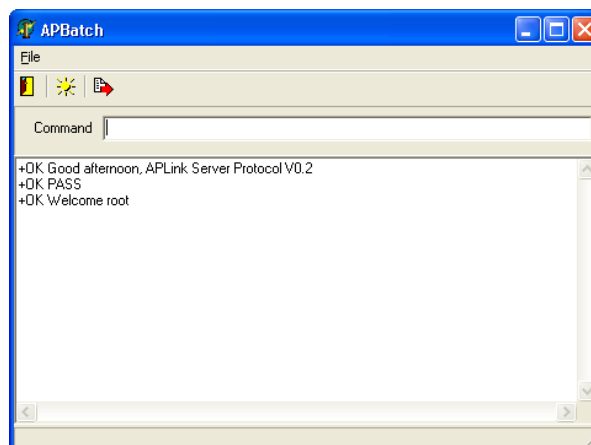 APBatch
File
Command
+OK Good afternoon, APLink Server Protocol V0.2
+OK PASS
+OK Welcome root